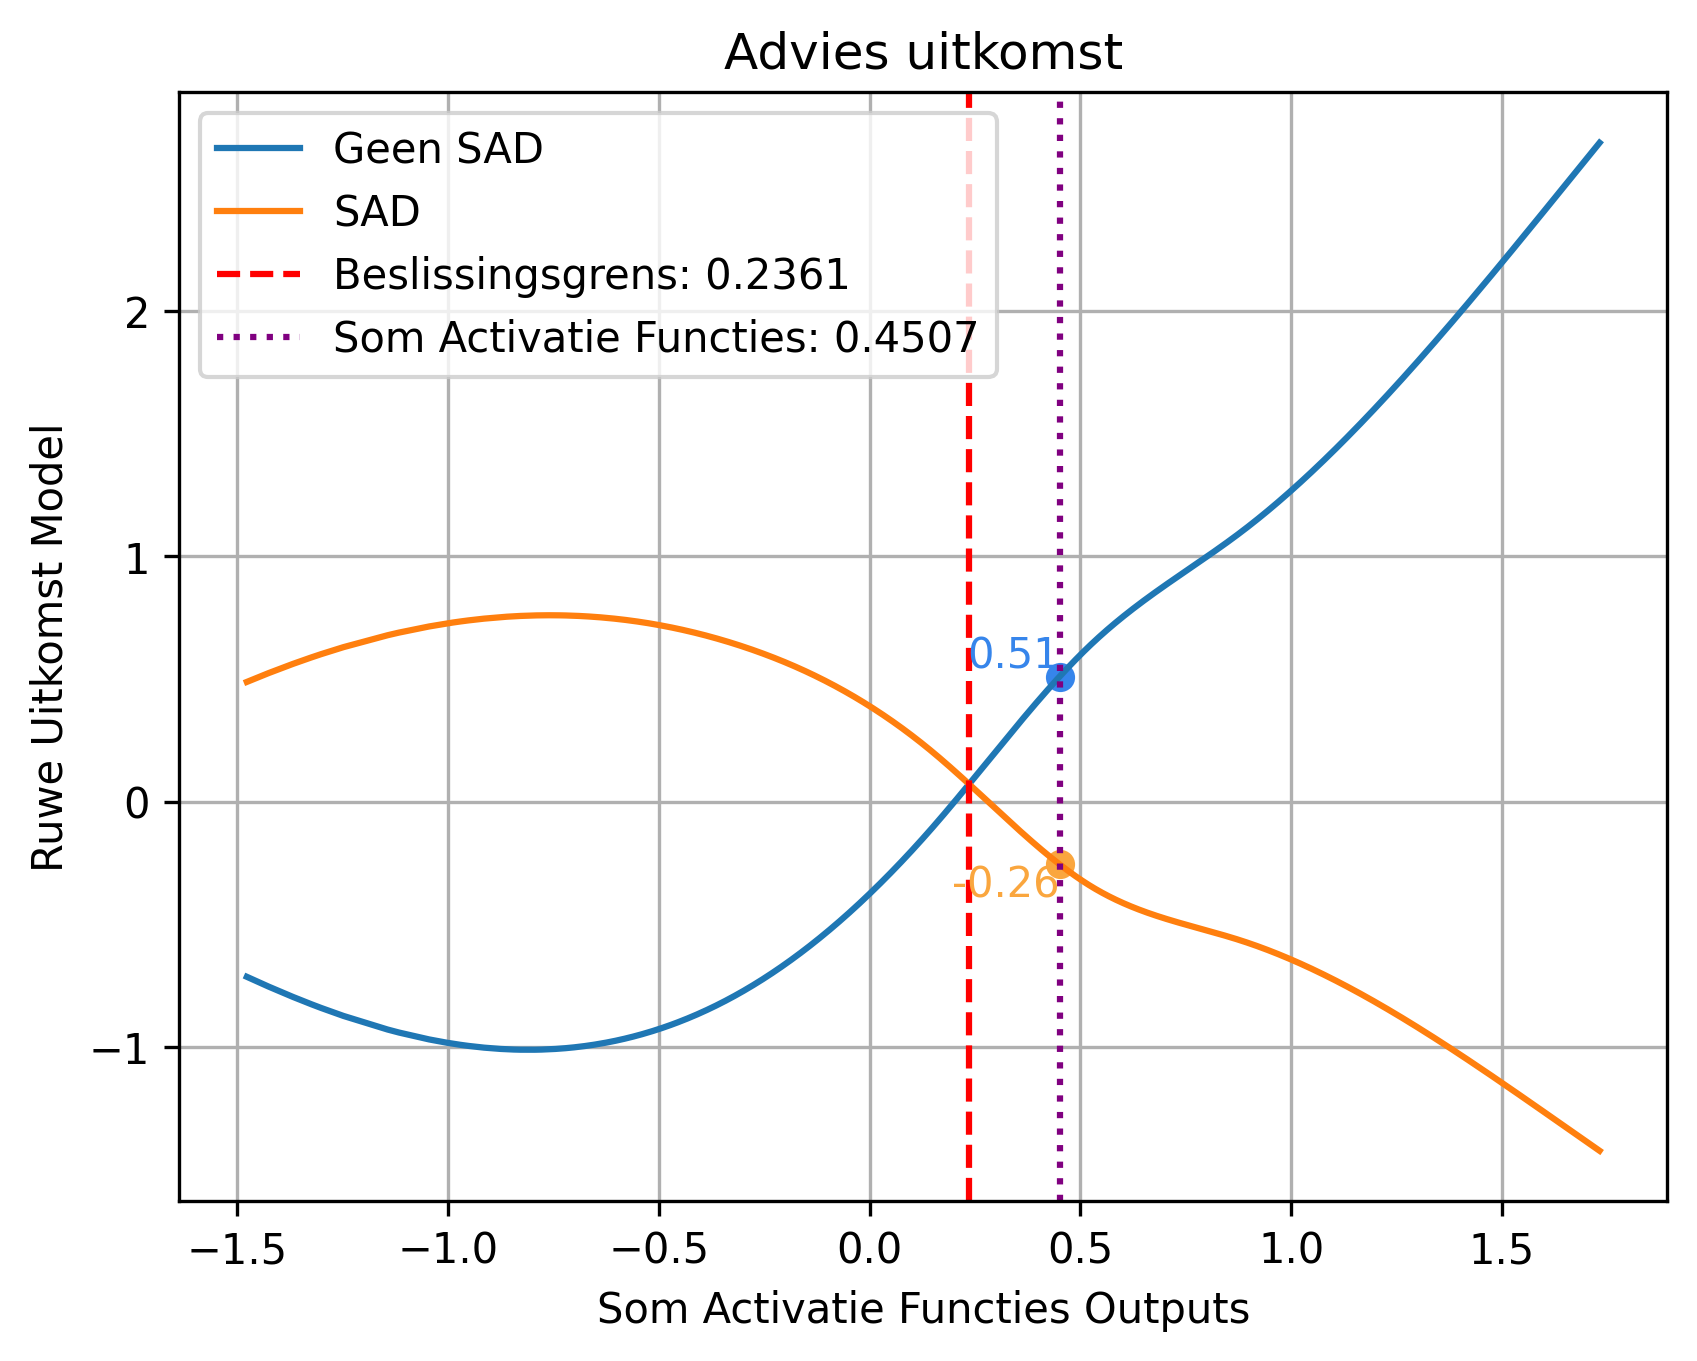 Advies uitkomst
Geen SAD
SAD
Beslissingsgrens: 0.2361
Som Activatie Functies: 0.4507
Ruwe Uitkomst Model
2
1
0
−1
0.51
-0.26
−1.5
−1.0
−0.5
0.0
0.5
1.0
1.5
Som Activatie Functies Outputs